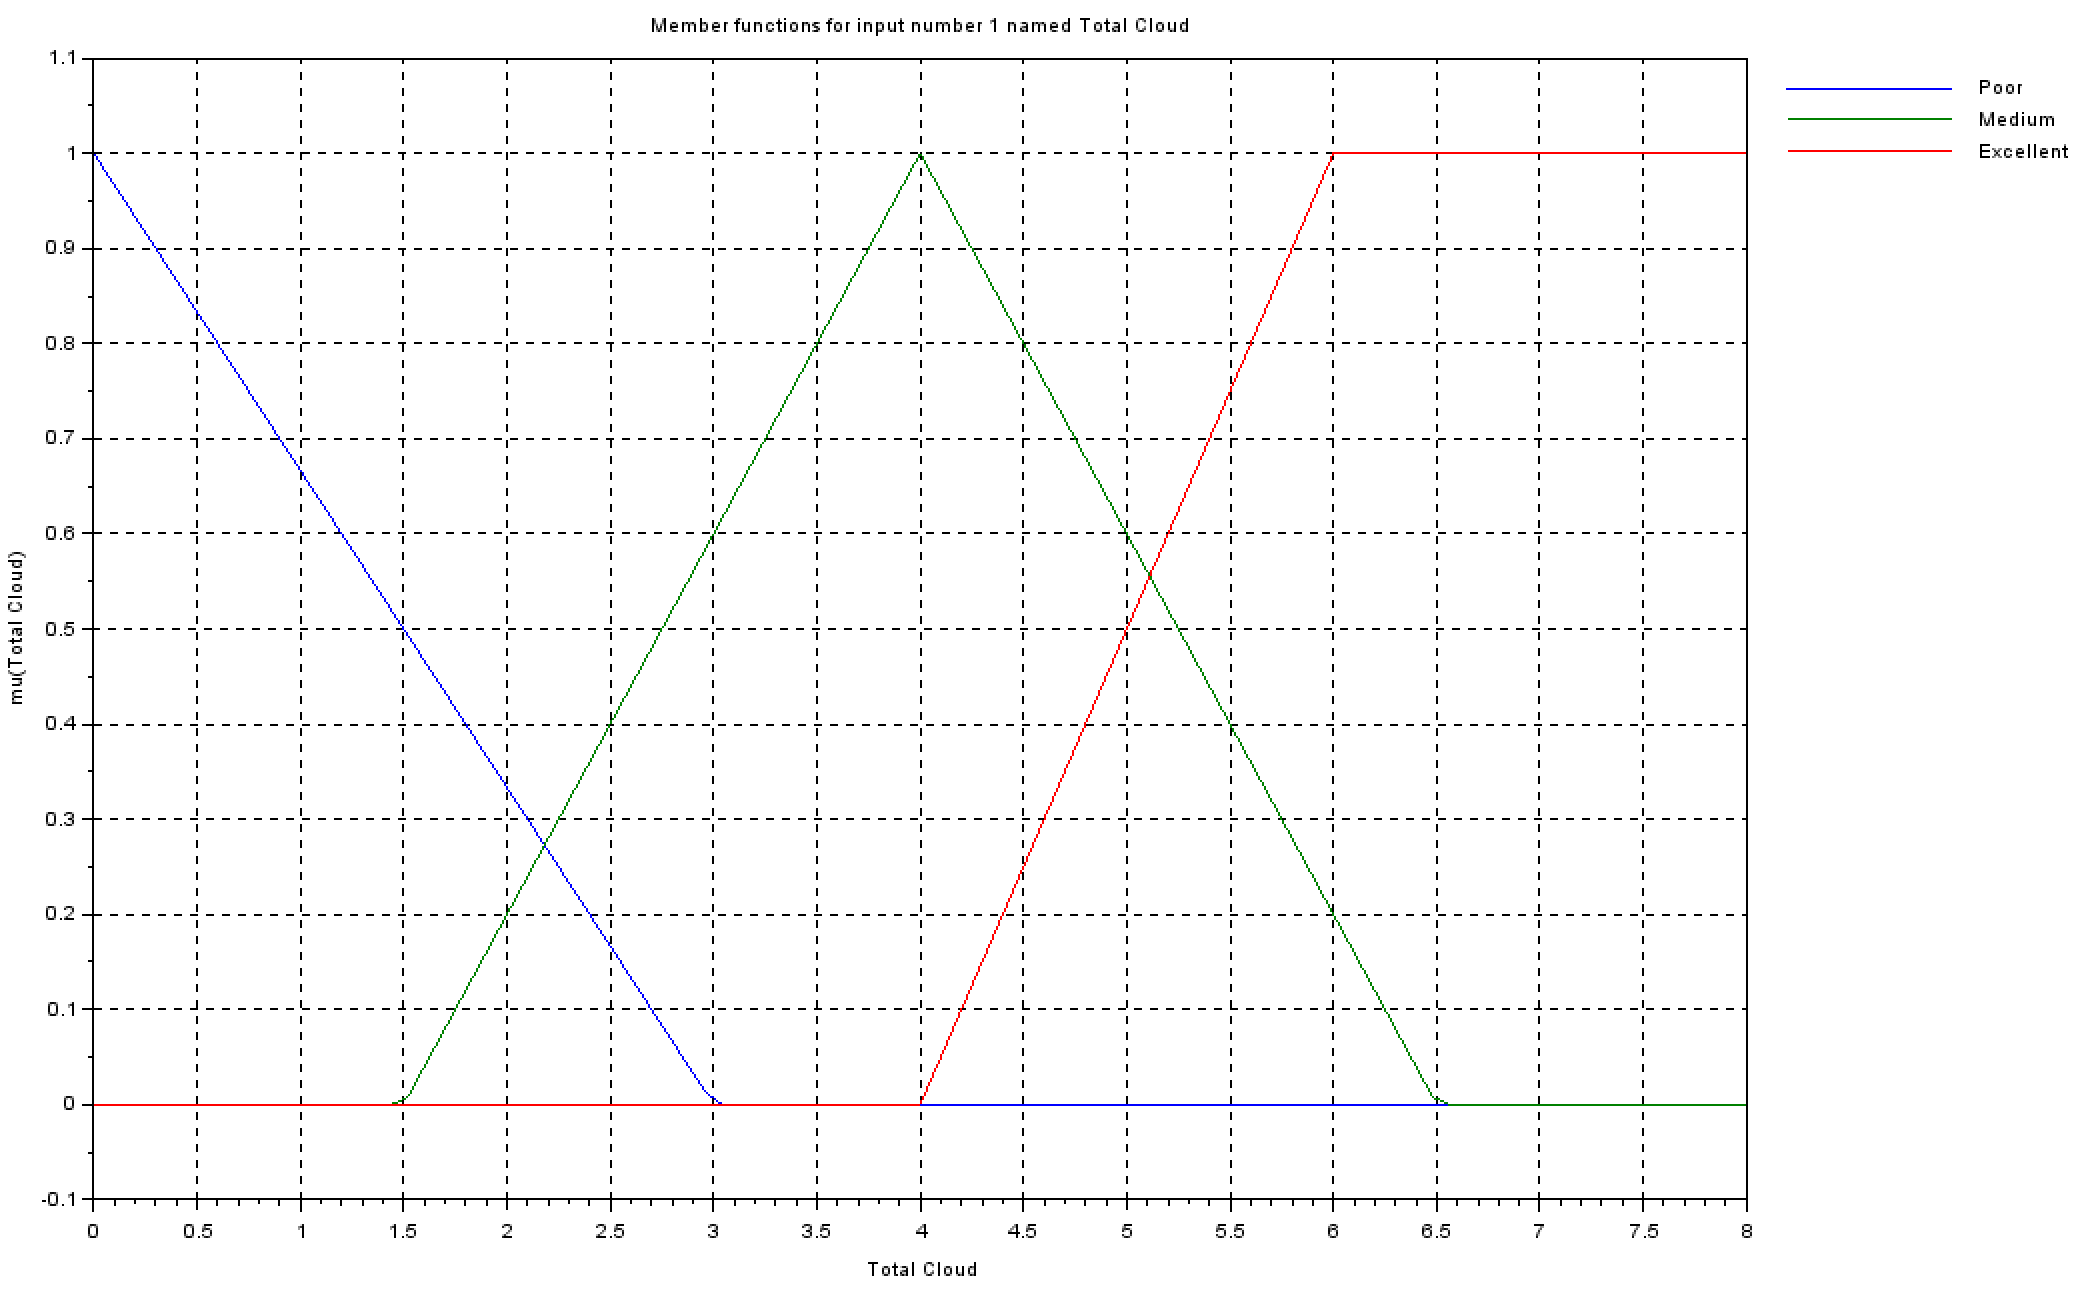 Member functions for input number 1 named Total Cloud
1.1
1
0.9
0.8
0.7
0.6
0.5
0.4
0.3
0.2
0.1
0
-0.1
mu(Total Cloud)
0 0.5 1 1.5 2 2.5 3 3.5 4 4.5 5 5.5 6 6.5 7 7.5 8
Total Cloud
Poor
Medium
Excellent